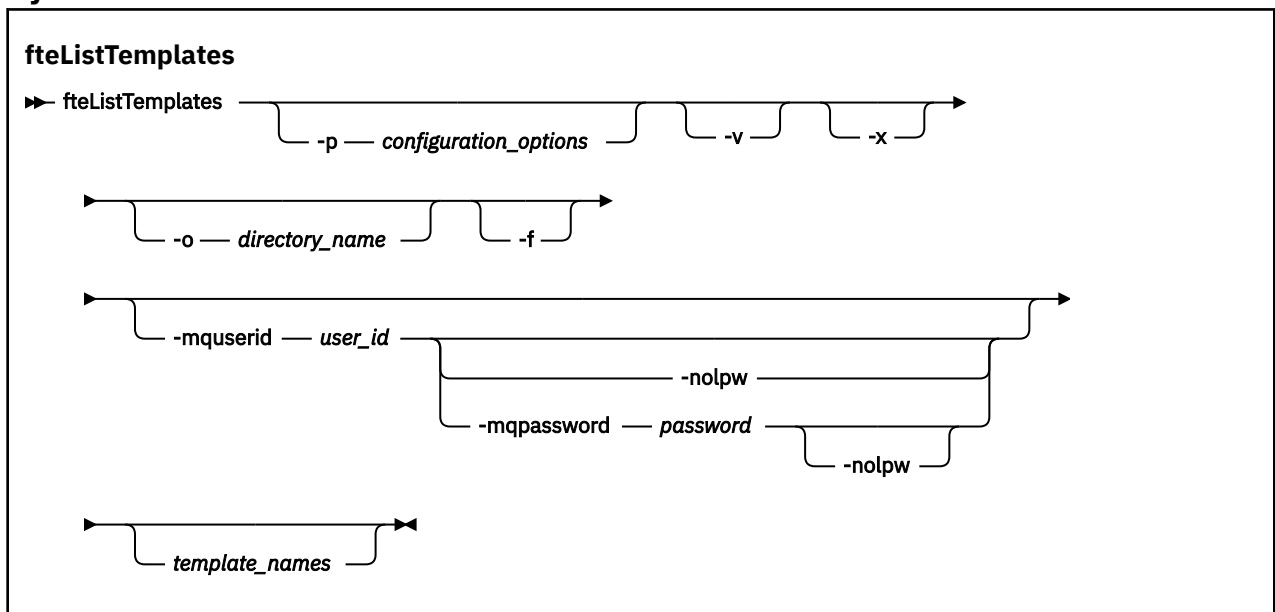 fteListTemplates
fteListTemplates
-p configuration_options -v -x
-o directory_name -f
-mquserid user_id
-nolpw
-mqpassword password
-nolpw
template_names